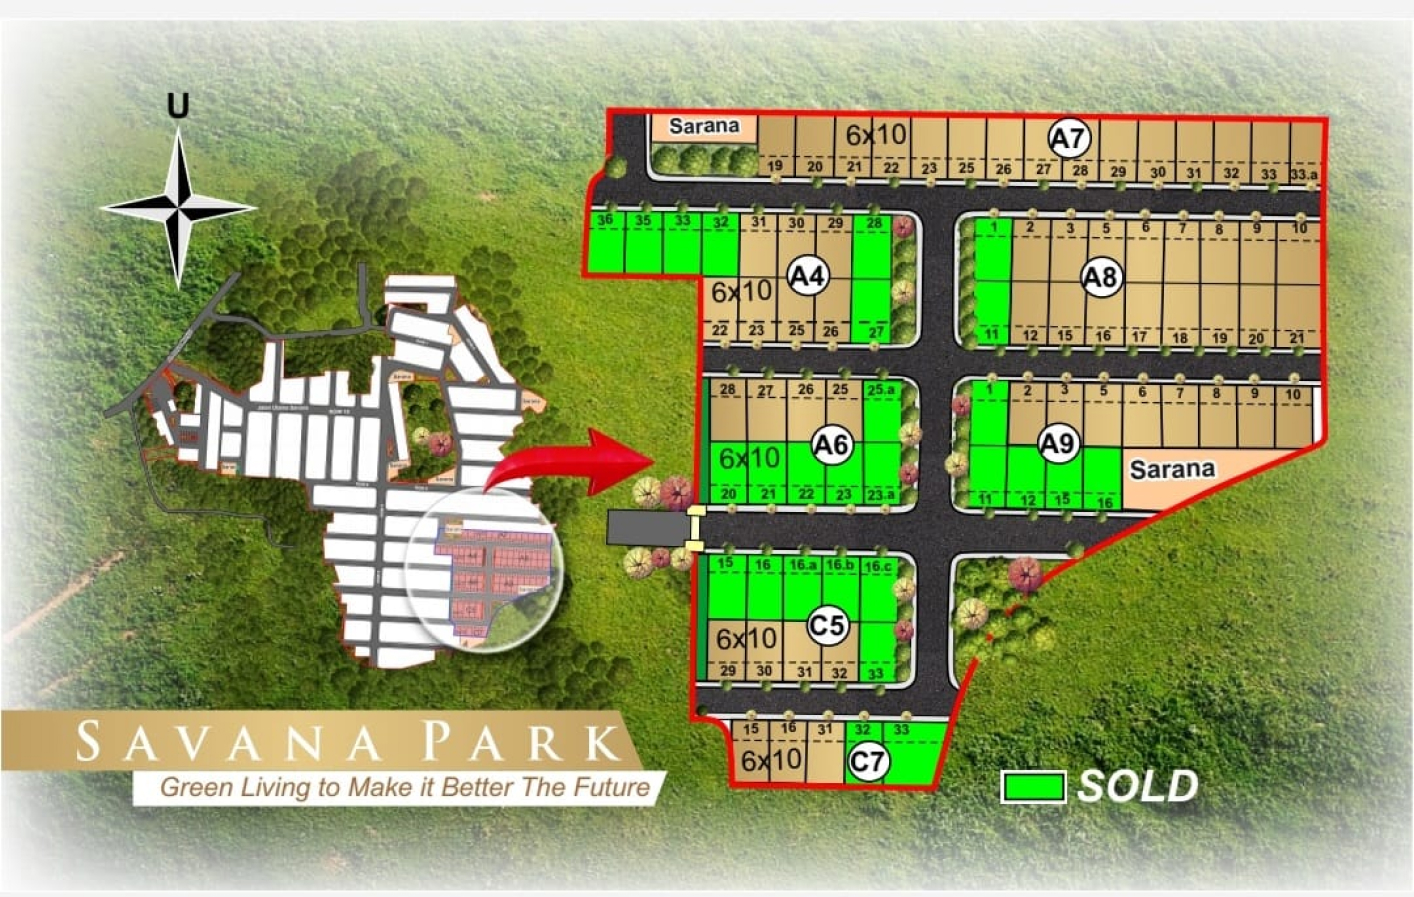 U
Sarana
6x10
A7
19 20 21 22 23 25 26 27 28 29 30 31 32 33 33.a
36 35 33 32 31 30 29 28
A4
6x10
22 23 25 26 27
1 2 3 5 6 7 8 9 10
A8
11 12 15 16 17 18 19 20 21
28 27 26 25 25.a
A6
6x10
20 21 22 23 23.a
1 2 3 5 6 7 8 9 10
A9
Sarana
11 12 15 16
15 16 16.a 16.b 16.c
C5
6x10
29 30 31 32 33
15 16 31 32 33
6x10
C7
SAVANA PARK
Green Living to Make it Better The Future
SOLD
Sarana
Sarana
Sarana